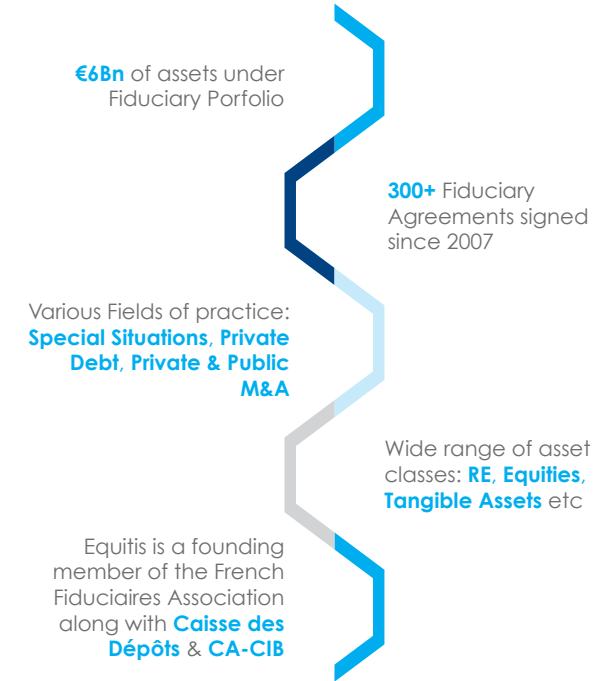 €6Bn of assets under
Fiduciary Porfolio
300+ Fiduciary
Agreements signed
since 2007
Various Fields of practice:
Special Situations, Private
Debt, Private & Public
M&A
Wide range of asset
classes: RE, Equities,
Tangible Assets etc
Equitis is a founding
member of the French
Fiduciaires Association
along with Caisse des
Dépôts & CA-CIB